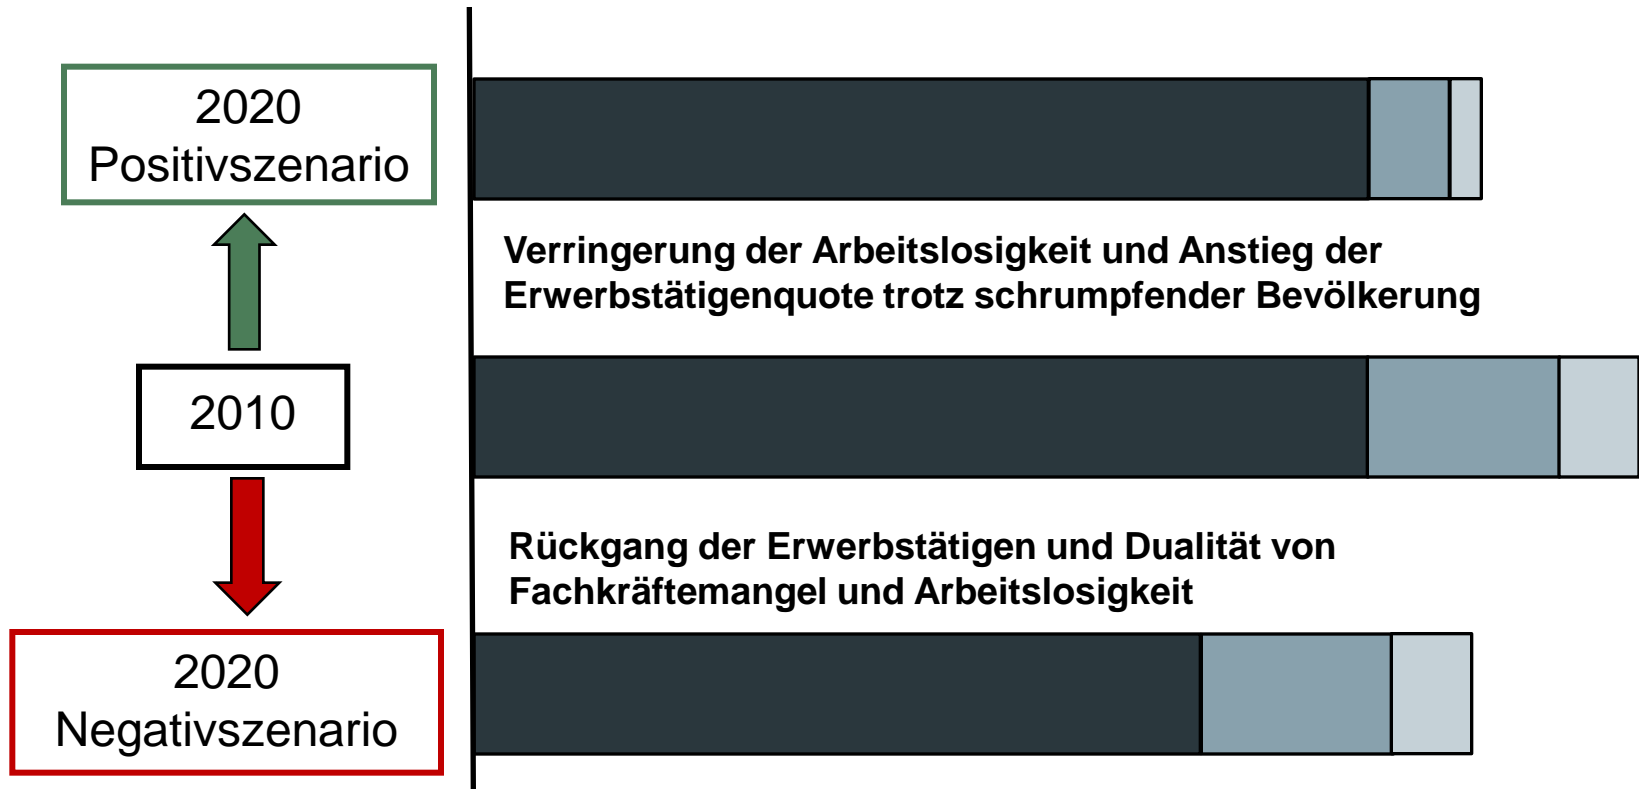 2020
Positivszenario
Verringerung der Arbeitslosigkeit und Anstieg der
Erwerbstätigenquote trotz schrumpfender Bevölkerung
2010
Rückgang der Erwerbstätigen und Dualität von
Fachkräftemangel und Arbeitslosigkeit
2020
Negativszenario